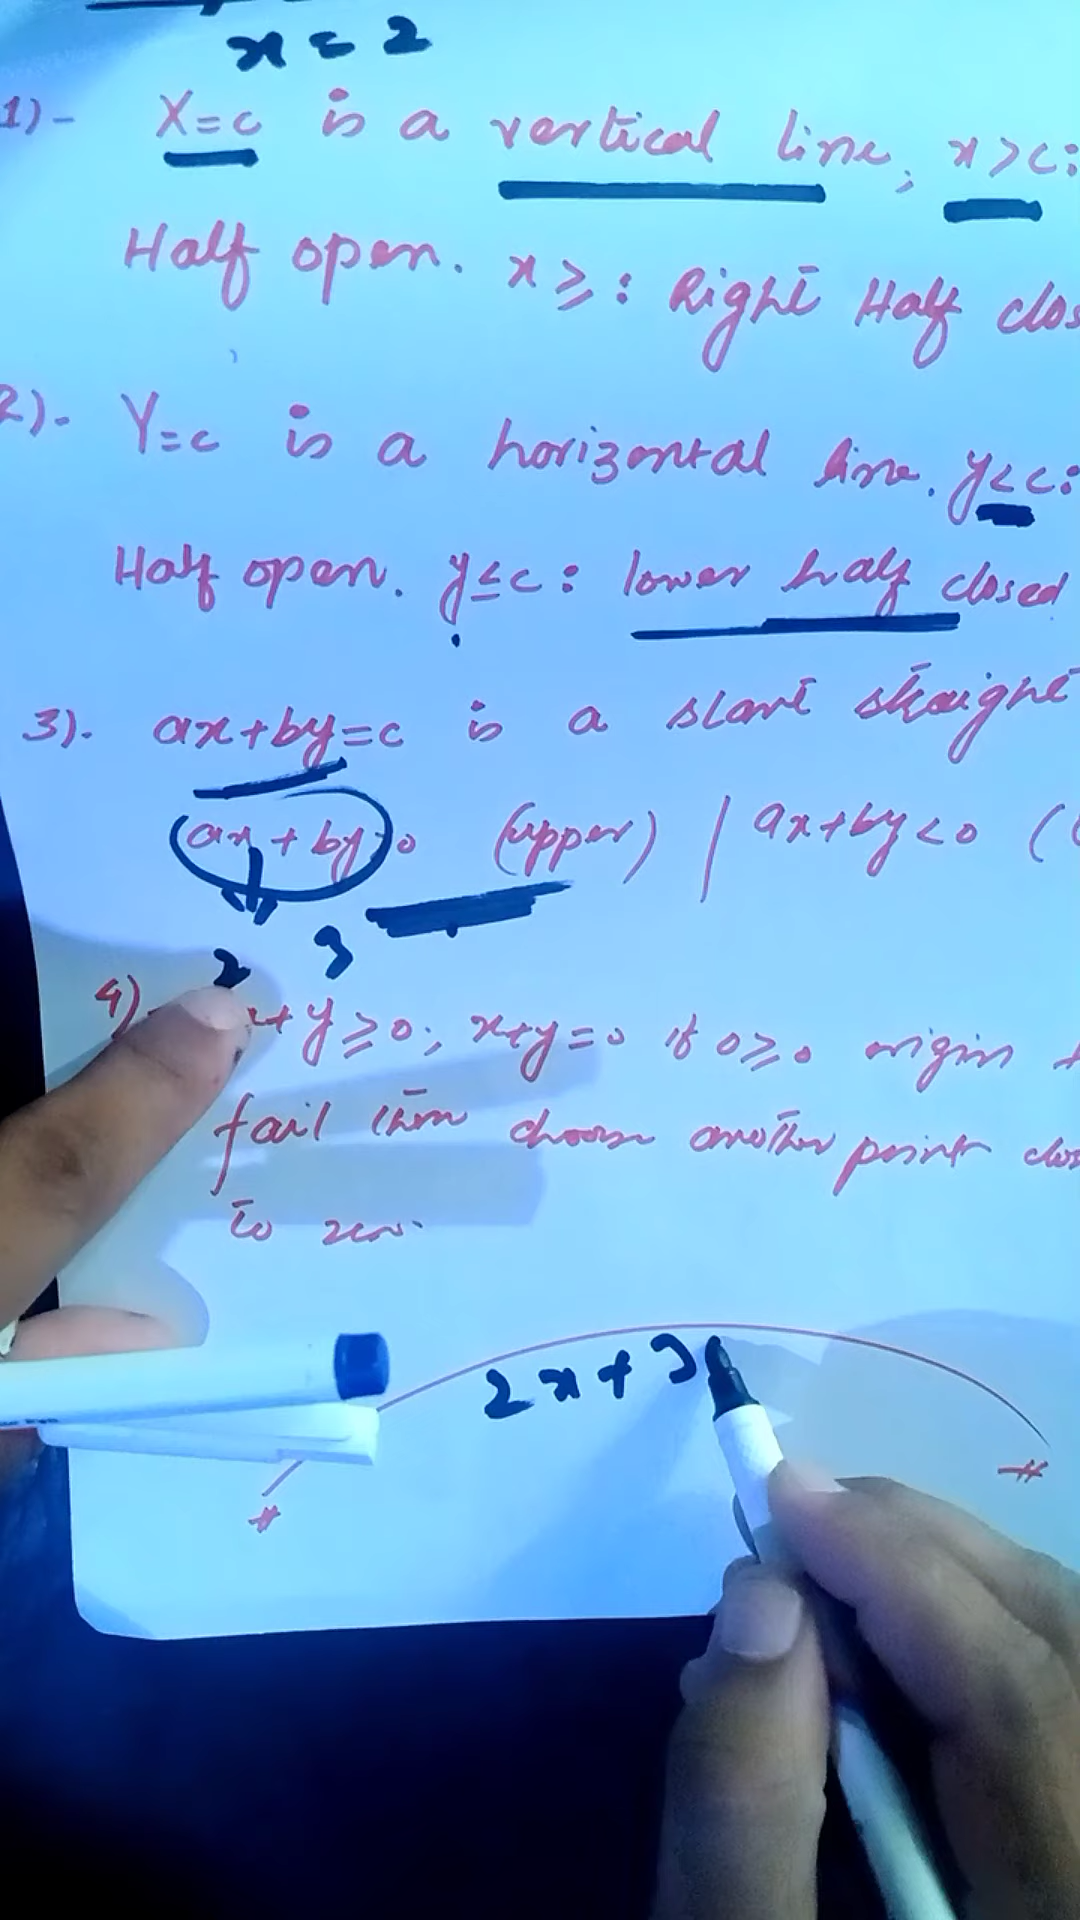 x = 2
1)- X=c is a vertical line, x>c:
Half open. x≥: Right Half clos
2)- Y=c is a horizontal line. y<c:
Half open. y≤c: lower half closed
3). ax+by=c is a slant straight
ax+by 0 (upper) | ax+by<0 (
2 3
4) + y≥0; x+y=0 if 0≥0 origin
fail then choose another point clos
to zero.
2x+3